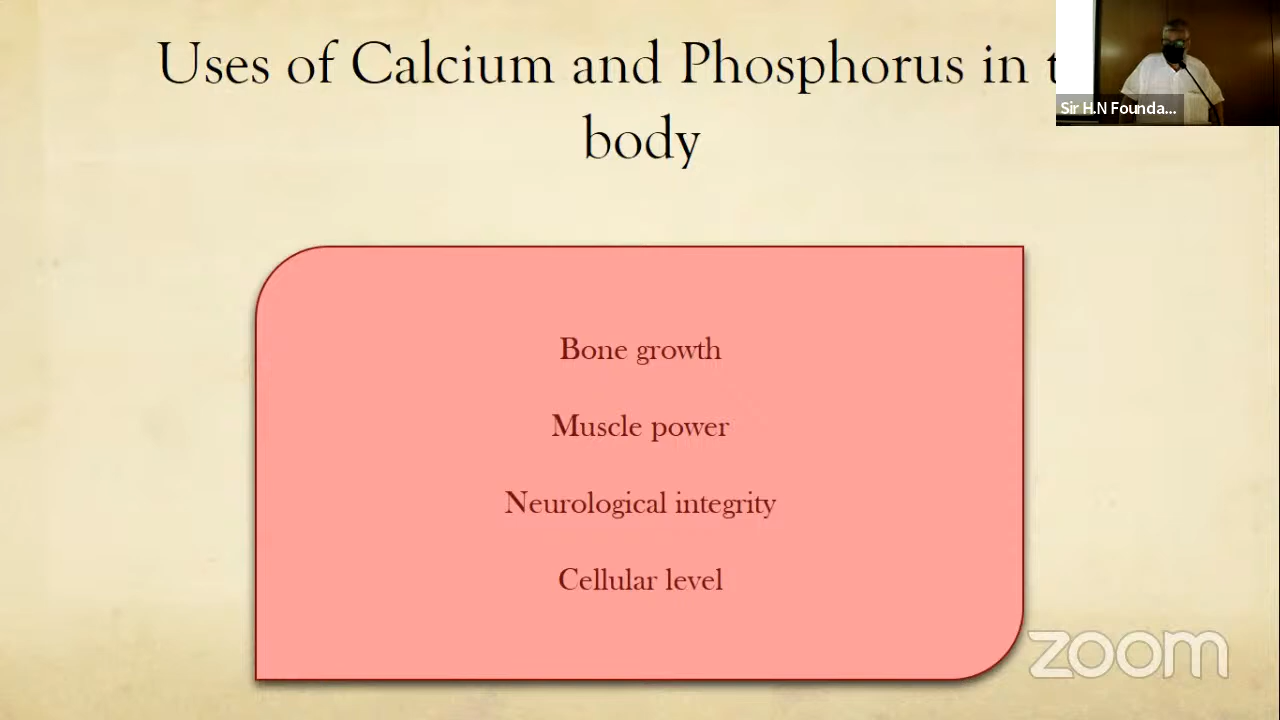 Uses of Calcium and Phosphorus in t
body
Sir H.N Founda...
Bone growth
Muscle power
Neurological integrity
Cellular level
zoom